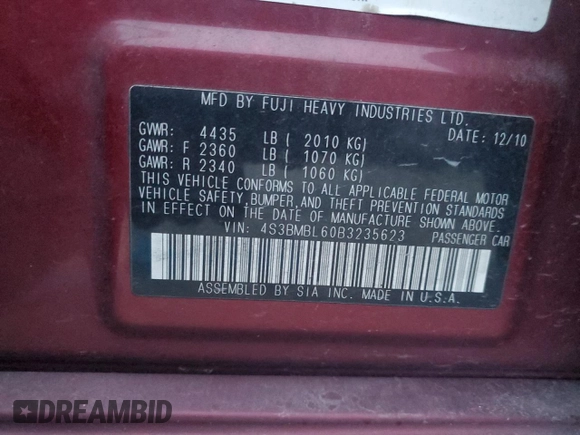 MFD BY FUJI HEAVY INDUSTRIES LTD.
DATE: 12/10
GVWR: 4435 LB ( 2010 KG)
GAWR: F 2360 LB ( 1070 KG)
GAWR: R 2340 LB ( 1060 KG)
THIS VEHICLE CONFORMS TO ALL APPLICABLE FEDERAL MOTOR
VEHICLE SAFETY, BUMPER, AND THEFT PREVENTION STANDARDS
IN EFFECT ON THE DATE OF MANUFACTURE SHOWN ABOVE.
VIN: 4S3BMBL60B3235623 PASSENGER CAR
ASSEMBLED BY SIA INC. MADE IN U.S.A.
DREAMBID